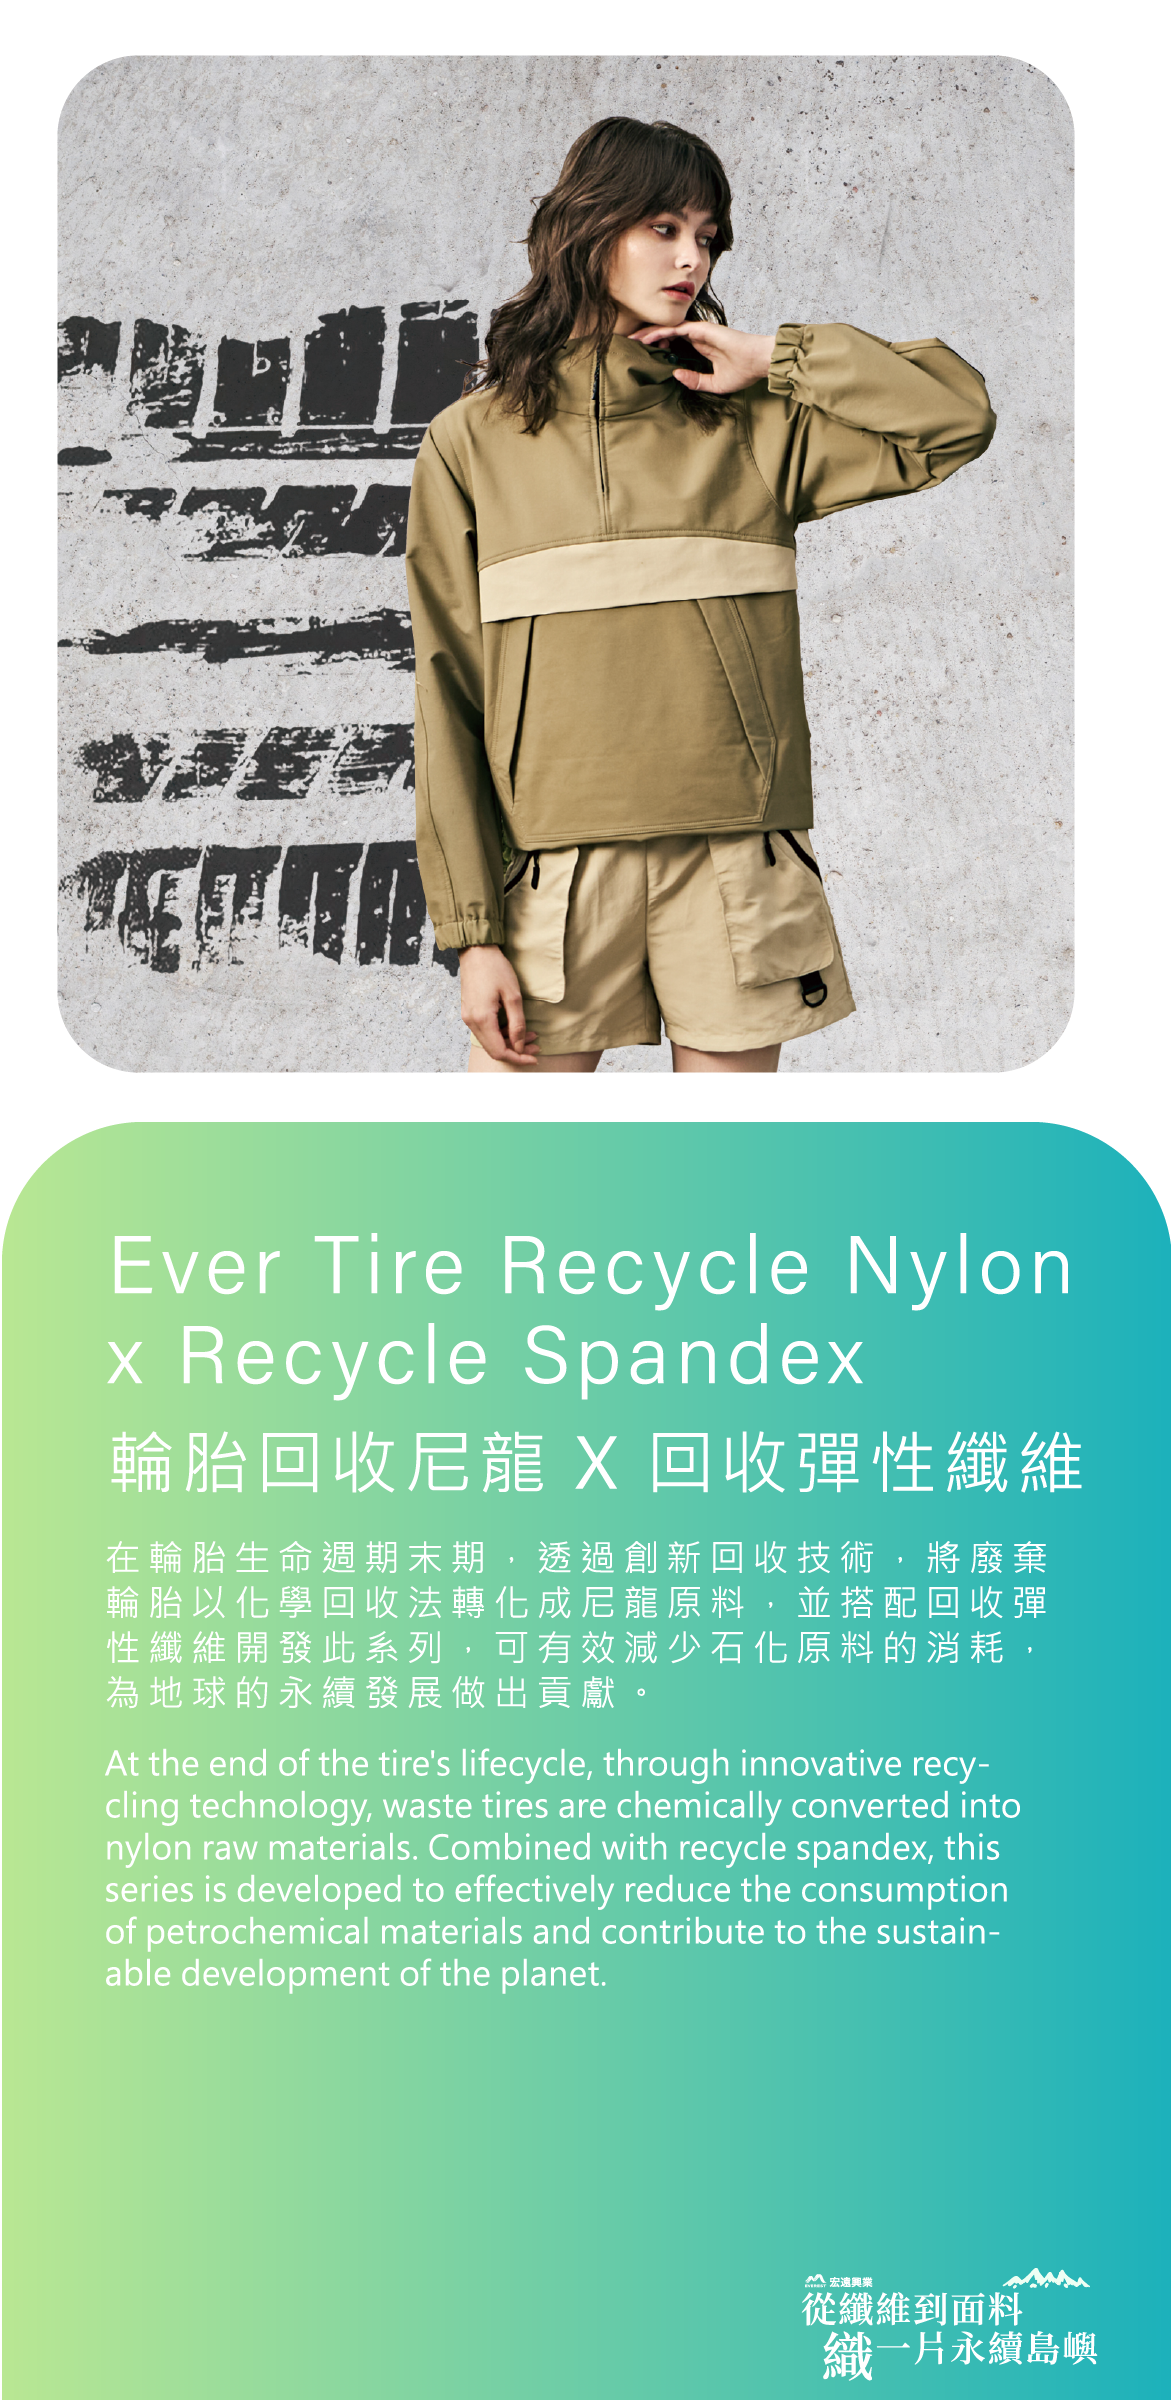 Ever Tire Recycle Nylon
x Recycle Spandex
輪胎回收尼龍 X 回收彈性纖維
在輪胎生命週期末期，透過創新回收技術，將廢棄
輪胎以化學回收法轉化成尼龍原料，並搭配回收彈
性纖維開發此系列，可有效減少石化原料的消耗，
為地球的永續發展做出貢獻。
At the end of the tire's lifecycle, through innovative recy-
cling technology, waste tires are chemically converted into
nylon raw materials. Combined with recycle spandex, this
series is developed to effectively reduce the consumption
of petrochemical materials and contribute to the sustain-
able development of the planet.
EVEREST 宏遠興業
從纖維到面料
織一片永續島嶼